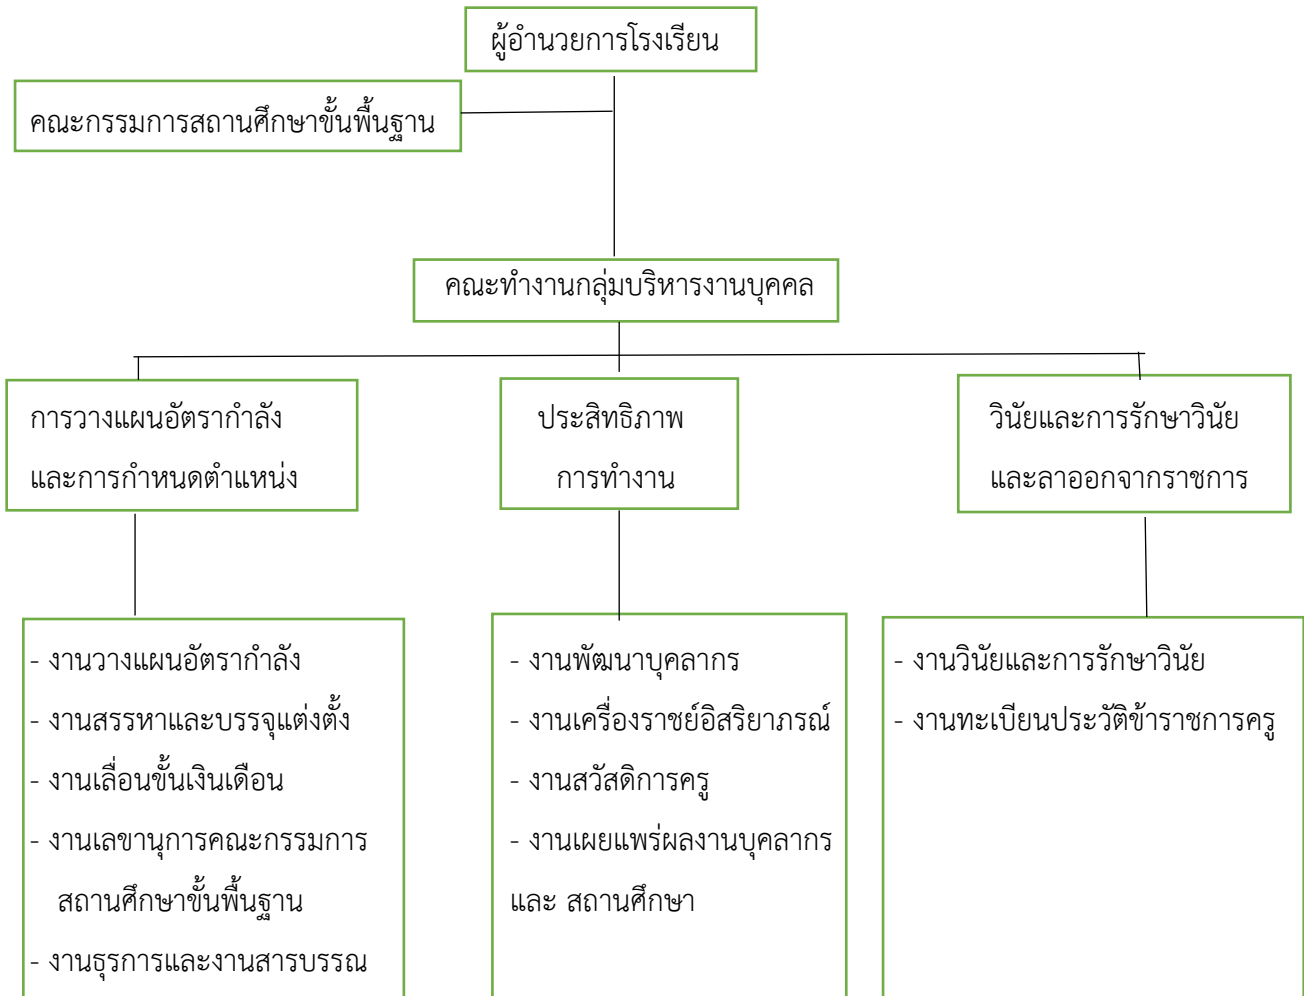 ผู้อำนวยการโรงเรียน
คณะกรรมการสถานศึกษาขั้นพื้นฐาน
คณะทำงานกลุ่มบริหารงานบุคคล
การวางแผนอัตรากำลัง
และการกำหนดตำแหน่ง
ประสิทธิภาพ
การทำงาน
วินัยและการรักษาวินัย
และลาออกจากราชการ
- งานวางแผนอัตรากำลัง
- งานสรรหาและบรรจุแต่งตั้ง
- งานเลื่อนขั้นเงินเดือน
- งานเลขานุการคณะกรรมการ
สถานศึกษาขั้นพื้นฐาน
- งานธุรการและงานสารบรรณ
- งานพัฒนาบุคลากร
- งานเครื่องราชย์อิสริยาภรณ์
- งานสวัสดิการครู
- งานเผยแพร่ผลงานบุคลากร
และ สถานศึกษา
- งานวินัยและการรักษาวินัย
- งานทะเบียนประวัติข้าราชการครู